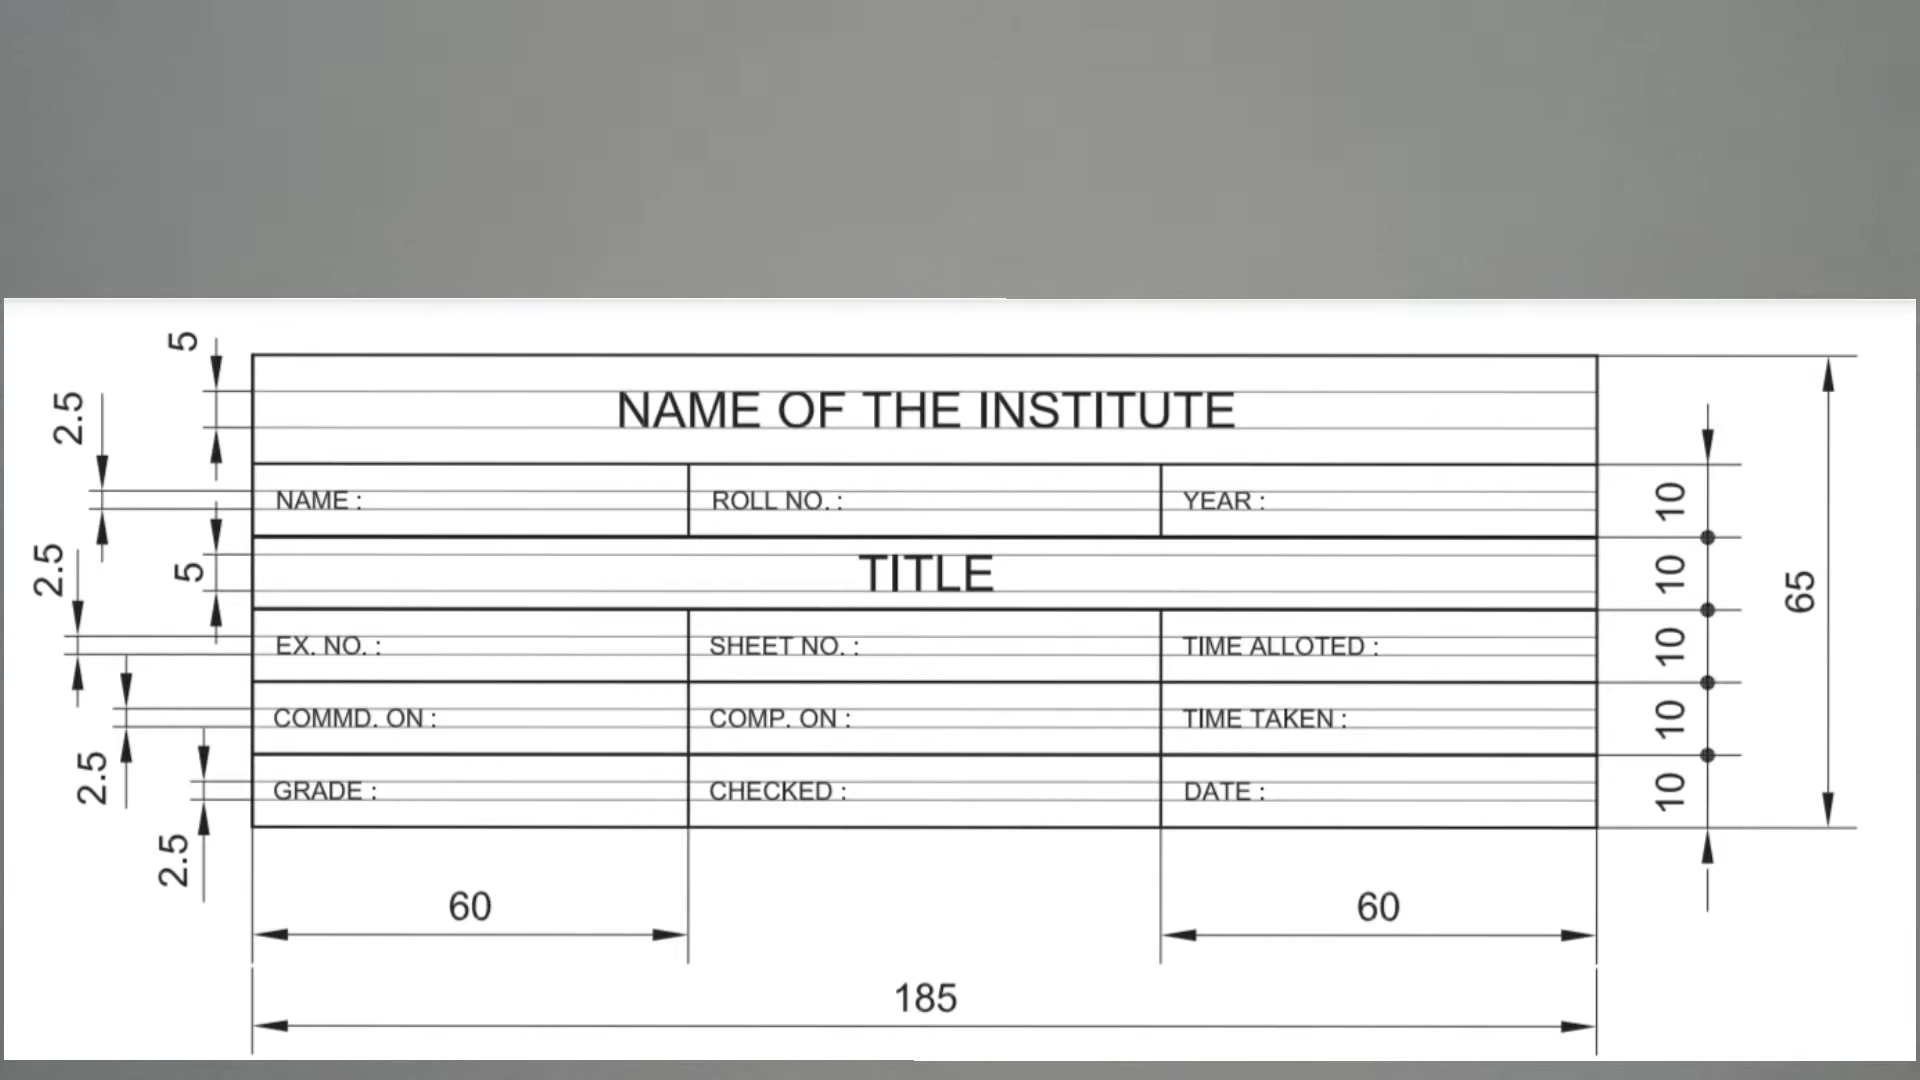 5
NAME OF THE INSTITUTE
2.5
NAME : ROLL NO. : YEAR : 10
2.5
5 TITLE 10 65
EX. NO. : SHEET NO. : TIME ALLOTED : 10
COMMD. ON : COMP. ON : TIME TAKEN : 10
2.5
GRADE : CHECKED : DATE : 10
2.5
60 60
185